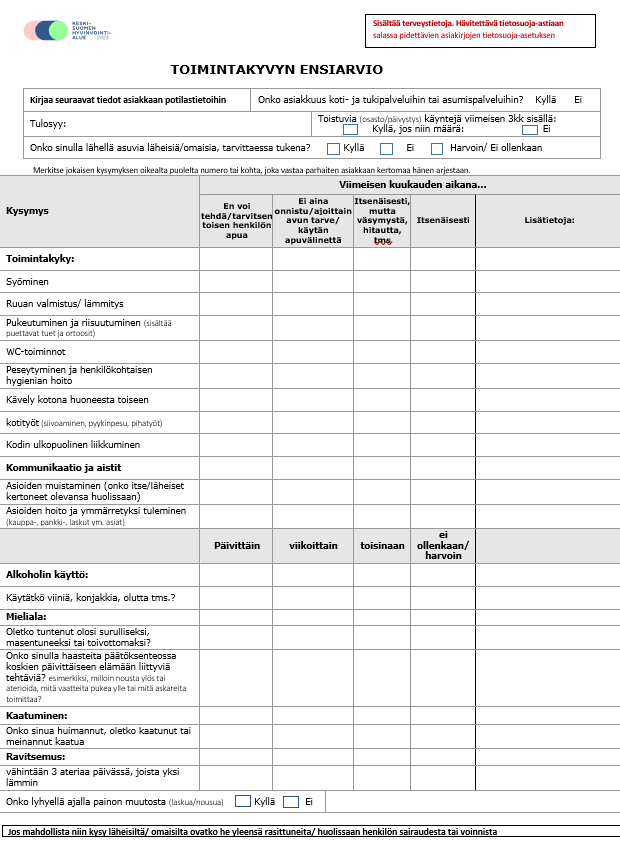 KESKI-
SUOMEN
HYVINVOINTI-
ALUE 2023
Sisältää terveystietoja. Hävitettävä tietosuoja-astiaan
salassa pidettävien asiakirjojen tietosuoja-asetuksen
TOIMINTAKYVYN ENSIARVIO
Kirjaa seuraavat tiedot asiakkaan potilastietoihin
Onko asiakkuus koti- ja tukipalveluihin tai asumispalveluihin? Kyllä Ei
Tulosyy:
Toistuvia (osasto/päivystys) käyntejä viimeisen 3kk sisällä:
Kyllä, jos niin määrä: Ei
Onko sinulla lähellä asuvia läheisiä/omaisia, tarvittaessa tukena? Kyllä Ei Harvoin/ Ei ollenkaan
Merkitse jokaisen kysymyksen oikealta puolelta numero tai kohta, joka vastaa parhaiten asiakkaan kertomaa hänen arjestaan.
Kysymys
Viimeisen kuukauden aikana...
En voi
tehdä/tarvitsen
toisen henkilön
apua
Ei aina
onnistu/ajoittain
avun tarve/
käytän
apuvälinettä
Itsenäisesti,
mutta
väsymystä,
hitautta,
tms
Itsenäisesti
Lisätietoja:
Toimintakyky:
Syöminen
Ruuan valmistus/ lämmitys
Pukeutuminen ja riisuutuminen (sisältää
puettavat tuet ja ortoosit)
WC-toiminnot
Peseytyminen ja henkilökohtaisen
hygienian hoito
Kävely kotona huoneesta toiseen
kotityöt (siivoaminen, pyykinpesu, pihatyöt)
Kodin ulkopuolinen liikkuminen
Kommunikaatio ja aistit
Asioiden muistaminen (onko itse/läheiset
kertoneet olevansa huolissaan)
Asioiden hoito ja ymmärretyksi tuleminen
(kauppa-, pankki-, laskut ym. asiat)
Päivittäin
viikoittain
toisinaan
ei
ollenkaan/
harvoin
Alkoholin käyttö:
Käytätkö viiniä, konjakkia, olutta tms.?
Mieliala:
Oletko tuntenut olosi surulliseksi,
masentuneeksi tai toivottomaksi?
Onko sinulla haasteita päätöksenteossa
koskien päivittäiseen elämään liittyviä
tehtäviä? esimerkiksi, milloin nousta ylös tai
aterioida, mitä vaatteita pukea ylle tai mitä askareita
toimittaa?
Kaatuminen:
Onko sinua huimannut, oletko kaatunut tai
meinannut kaatua
Ravitsemus:
vähintään 3 ateriaa päivässä, joista yksi
lämmin
Onko lyhyellä ajalla painon muutosta (laskua/nousua) Kyllä Ei
Jos mahdollista niin kysy läheisiltä/ omaisilta ovatko he yleensä rasittuneita/ huolissaan henkilön sairaudesta tai voinnista